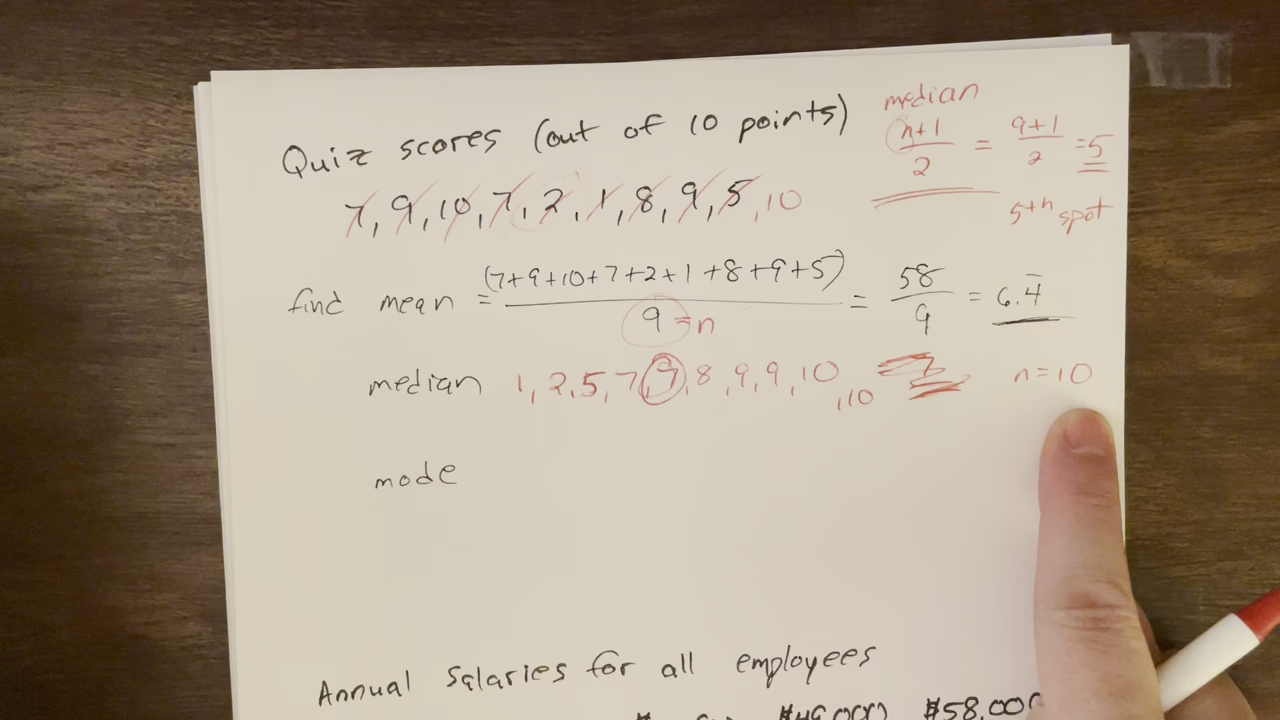 Quiz scores (out of 10 points)
median
n+1/2 = 9+1/2 = 5
5th spot
7, 9, 10, 7, 2, 1, 8, 9, 5, 10
find mean = (7+9+10+7+2+1+8+9+5)/9 = 58/9 = 6.4̅
=n
median 1, 2, 5, 7, 7, 8, 9, 9, 10, 10
n=10
mode
Annual Salaries for all employees
$49,000 $58,000